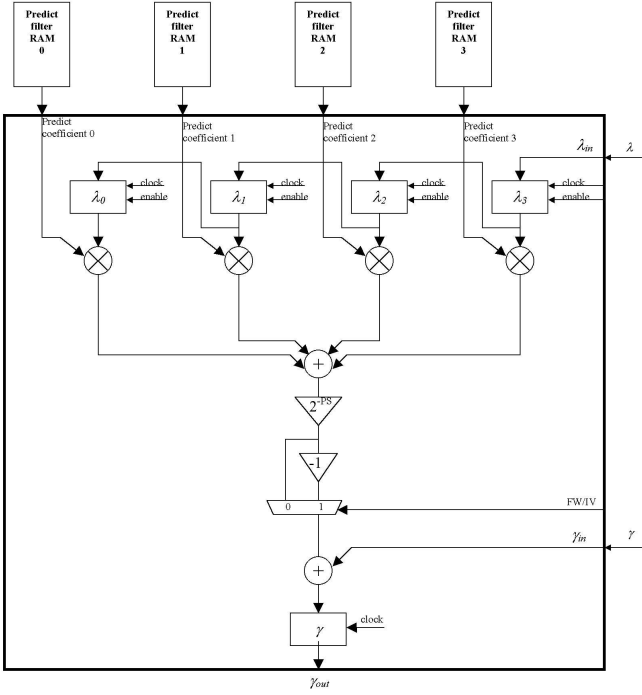 Predict filter RAM 0
Predict filter RAM 1
Predict filter RAM 2
Predict filter RAM 3
Predict coefficient 0
Predict coefficient 1
Predict coefficient 2
Predict coefficient 3
λin
λ
λ0
clock
enable
λ1
clock
enable
λ2
clock
enable
λ3
clock
enable
+
2-PS
-1
0 1
FW/IV
γin
γ
+
γ
clock
γout